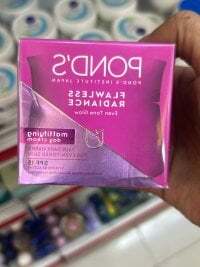 POND'S
POND'S INSTITUTE JAPAN
FLAWLESS
RADIANCE
Even Tone Glow
mattifying
day cream
SPF 15